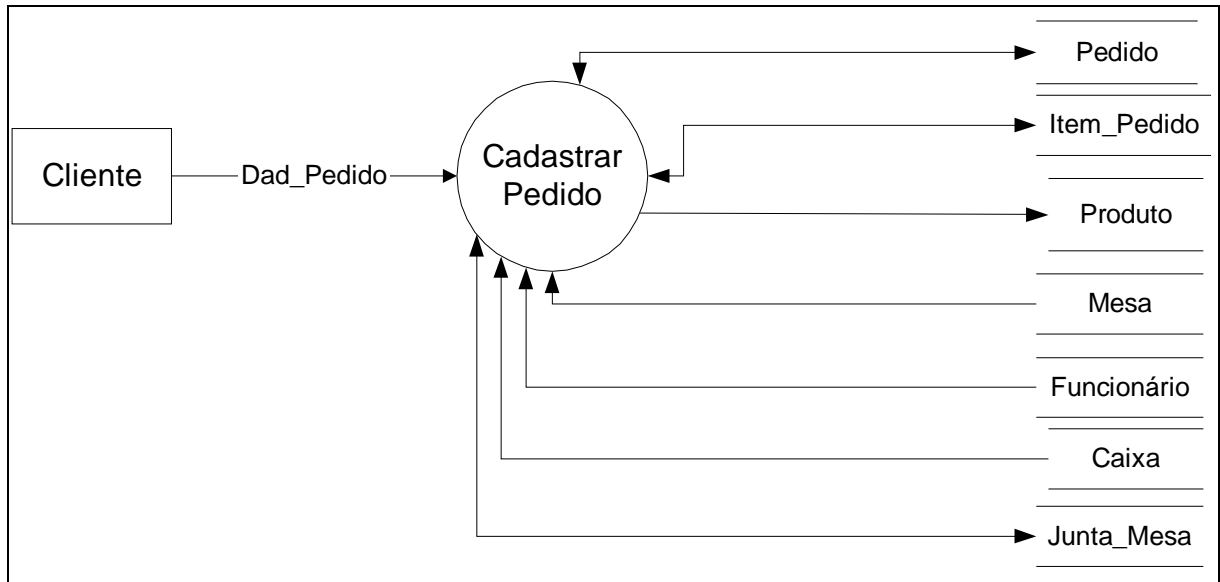 Pedido
Item_Pedido
Cliente
Dad_Pedido
Cadastrar
Pedido
Produto
Mesa
Funcionário
Caixa
Junta_Mesa